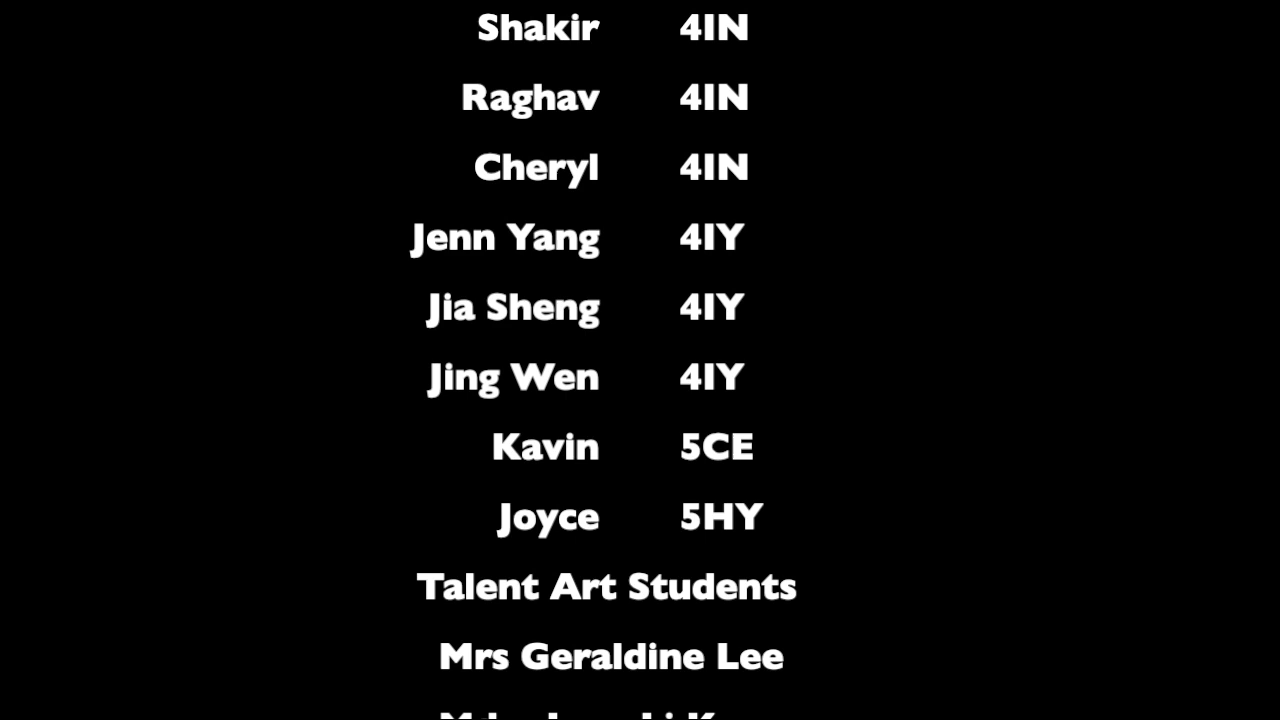 Shakir 4IN
Raghav 4IN
Cheryl 4IN
Jenn Yang 4IY
Jia Sheng 4IY
Jing Wen 4IY
Kavin 5CE
Joyce 5HY
Talent Art Students
Mrs Geraldine Lee